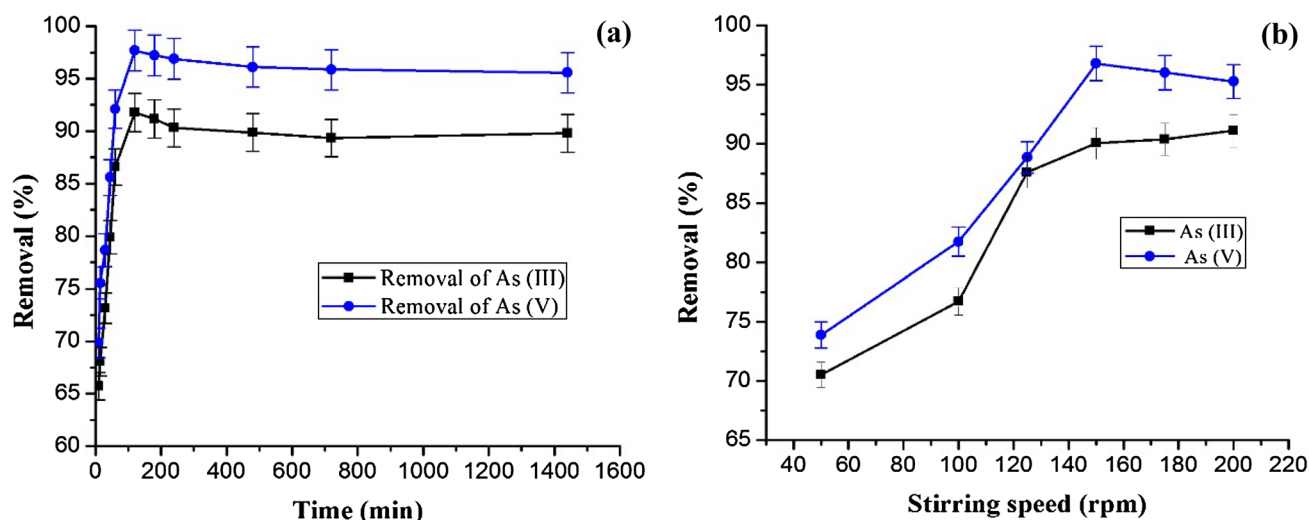 (a)
100
95
90
85
80
75
70
65
60
Removal (%)
Removal of As (III)
Removal of As (V)
0 200 400 600 800 1000 1200 1400 1600
Time (min)
(b)
100
95
90
85
80
75
70
65
Removal (%)
As (III)
As (V)
40 60 80 100 120 140 160 180 200 220
Stirring speed (rpm)